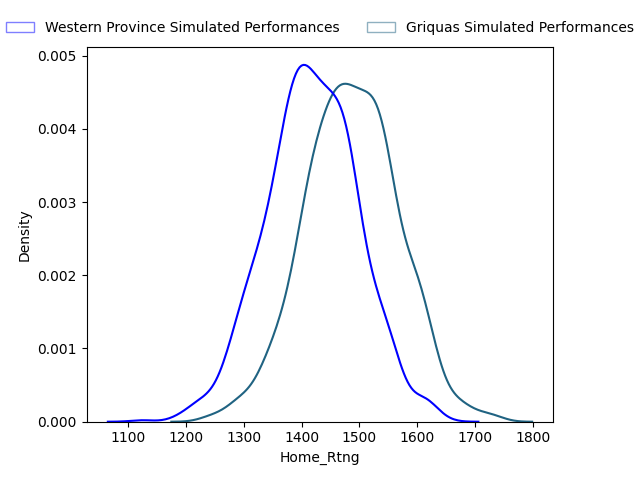 Western Province Simulated Performances Griquas Simulated Performances
0.005
0.004
0.003
0.002
0.001
0.000
Density
1100 1200 1300 1400 1500 1600 1700 1800
Home_Rtng